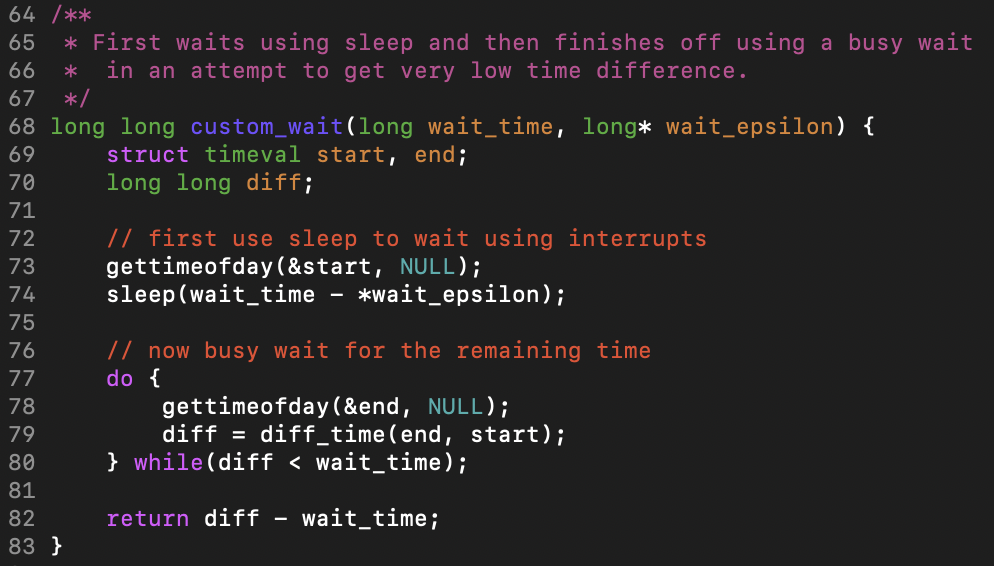 64 /**
65  * First waits using sleep and then finishes off using a busy wait
66  *  in an attempt to get very low time difference.
67  */
68 long long custom_wait(long wait_time, long* wait_epsilon) {
69     struct timeval start, end;
70     long long diff;
71
72     // first use sleep to wait using interrupts
73     gettimeofday(&start, NULL);
74     sleep(wait_time - *wait_epsilon);
75
76     // now busy wait for the remaining time
77     do {
78         gettimeofday(&end, NULL);
79         diff = diff_time(end, start);
80     } while(diff < wait_time);
81
82     return diff - wait_time;
83 }